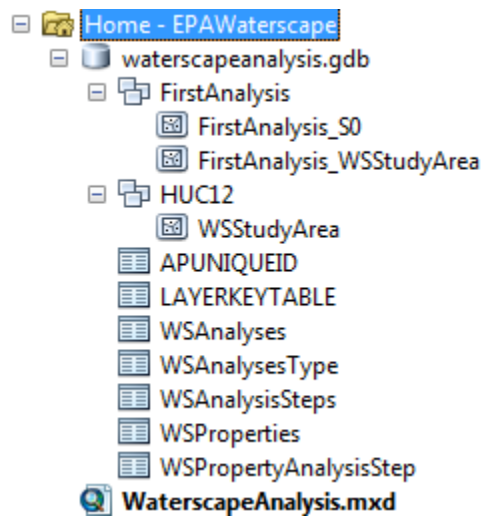 Home - EPAWaterscape
waterscapeanalysis.gdb
FirstAnalysis
FirstAnalysis_S0
FirstAnalysis_WSStudyArea
HUC12
WSStudyArea
APUNIQUEID
LAYERKEYTABLE
WSAnalyses
WSAnalysesType
WSAnalysisSteps
WSProperties
WSPropertyAnalysisStep
WaterscapeAnalysis.mxd